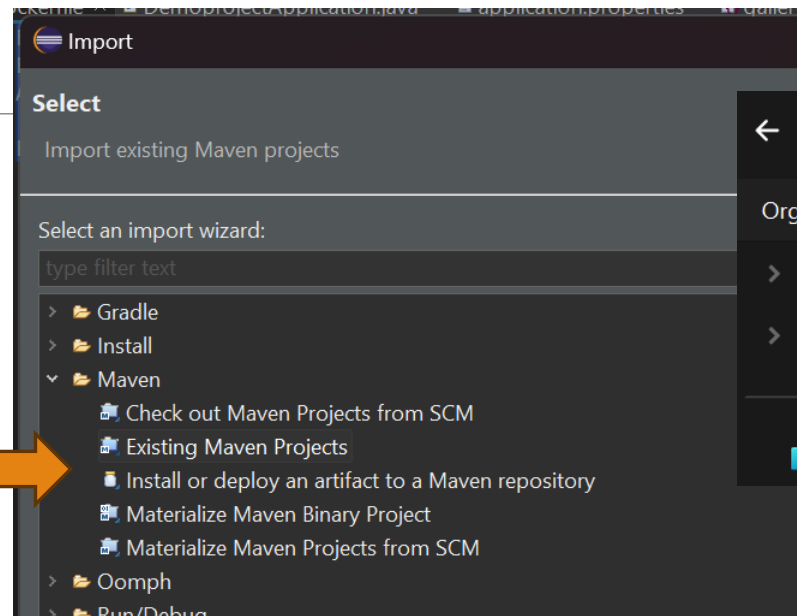 DemoprojectApplication.java application.properties
Import
Select
Import existing Maven projects
Org
Select an import wizard:
type filter text
Gradle
Install
Maven
Check out Maven Projects from SCM
Existing Maven Projects
Install or deploy an artifact to a Maven repository
Materialize Maven Binary Project
Materialize Maven Projects from SCM
Oomph
Run/Debug